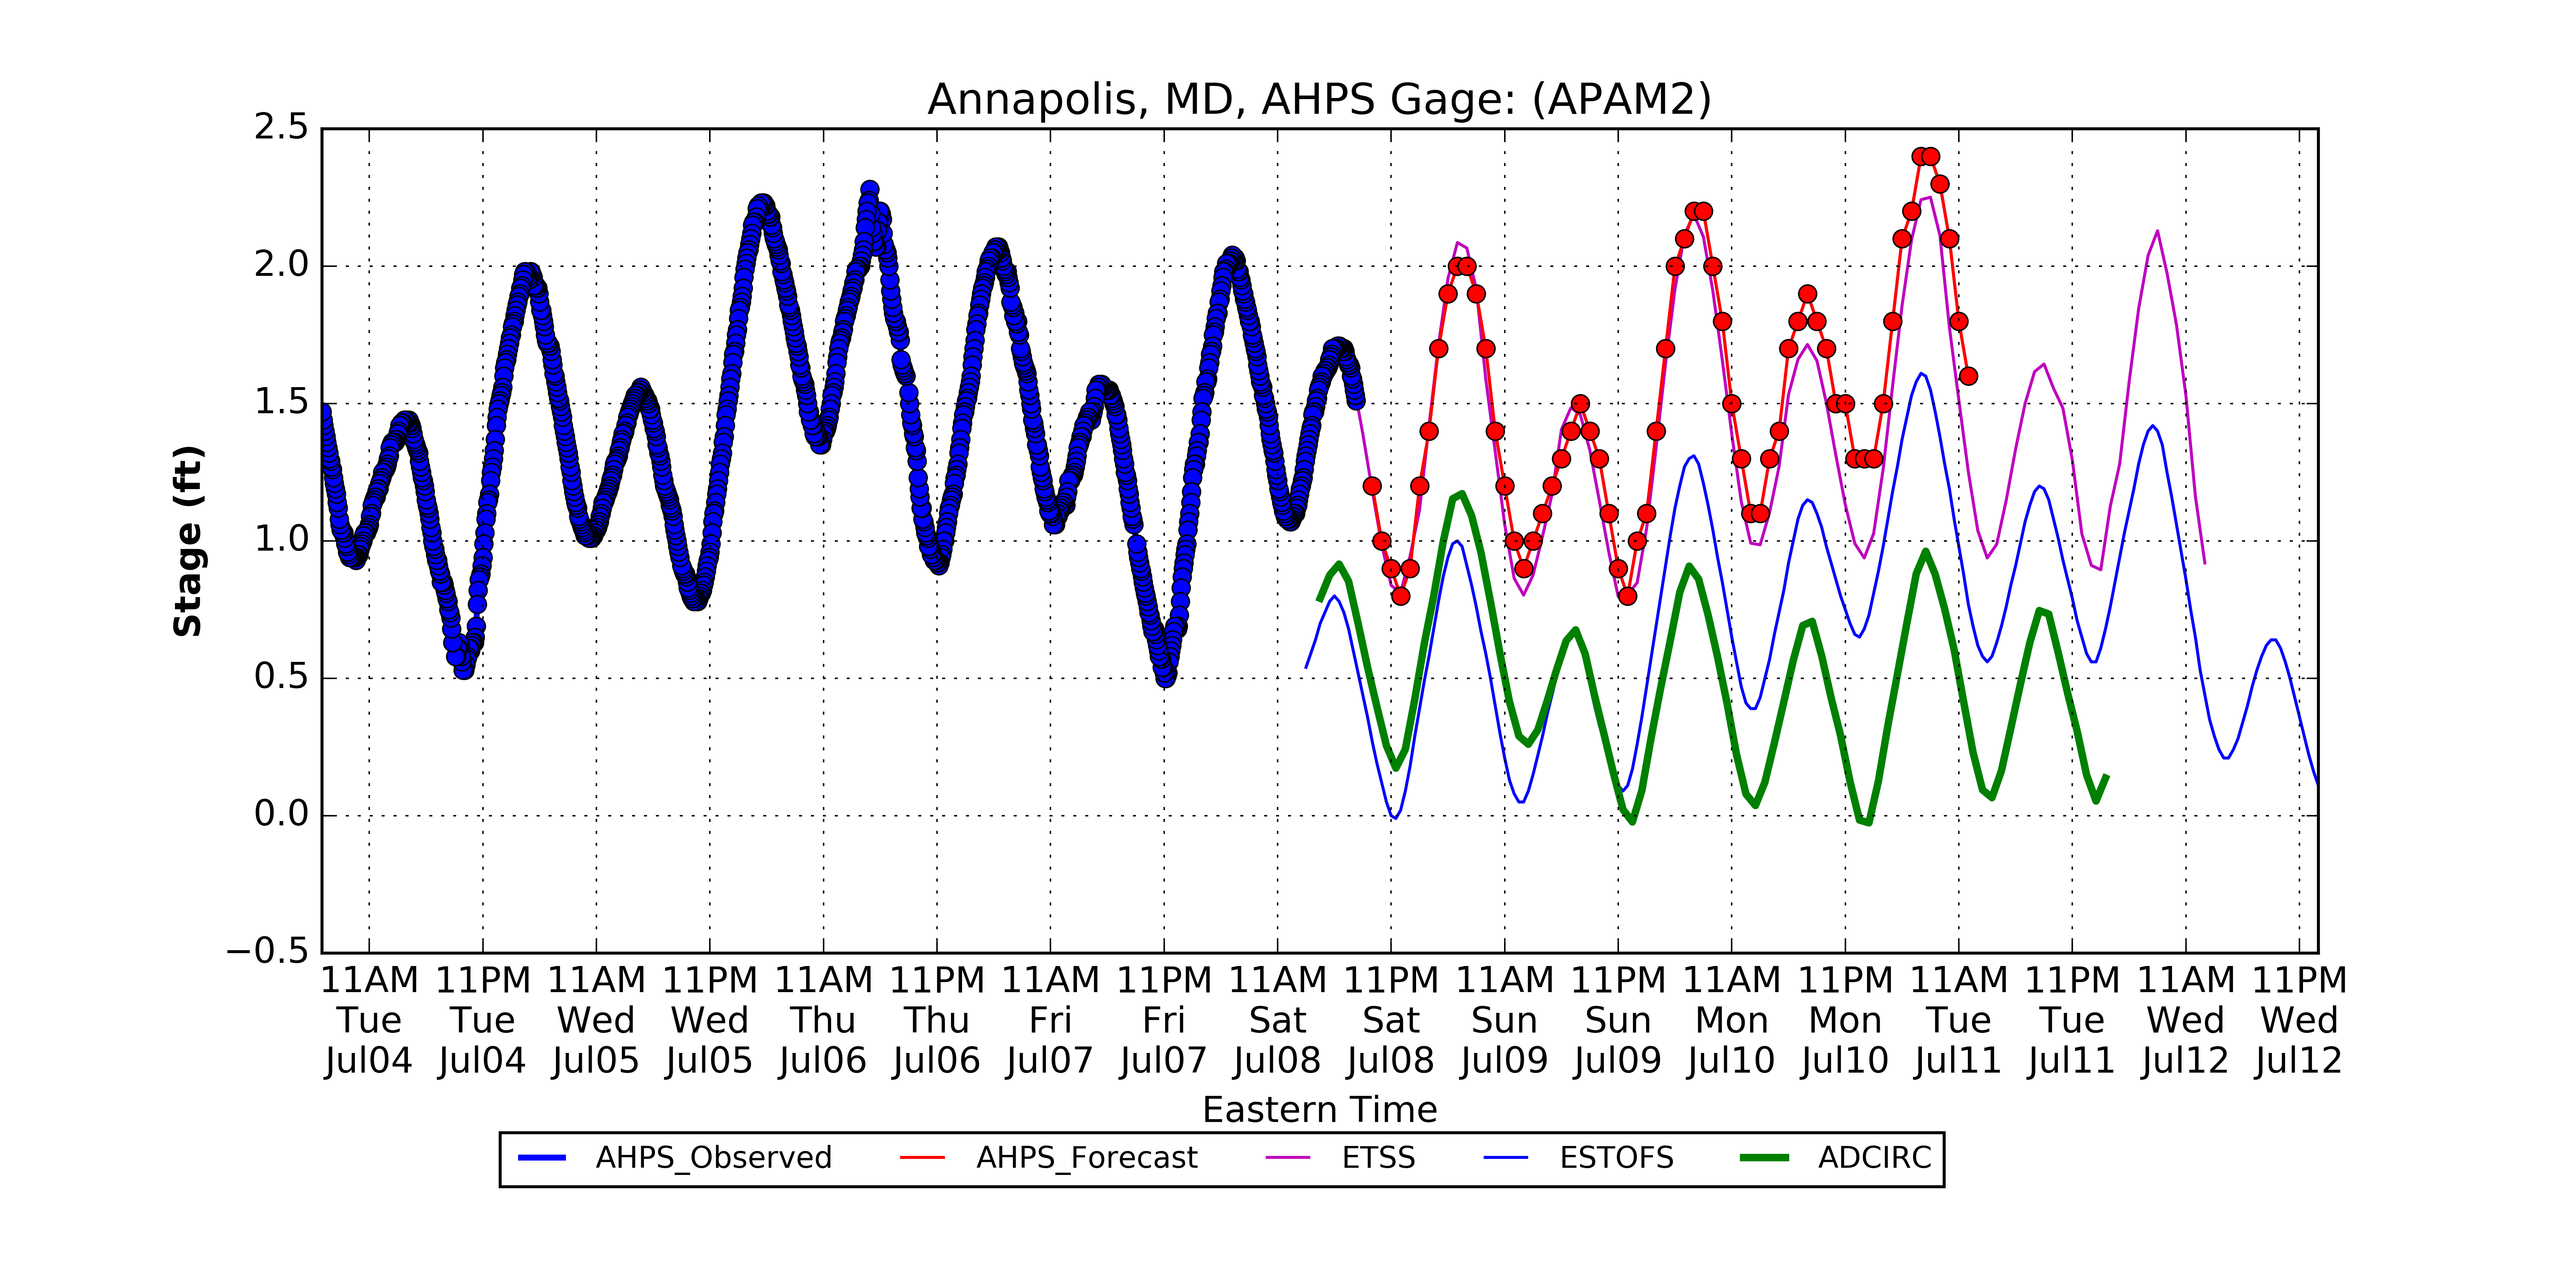 Annapolis, MD, AHPS Gage: (APAM2)
2.5
2.0
1.5
1.0
0.5
0.0
−0.5
Stage (ft)
11AM 11PM 11AM 11PM 11AM 11PM 11AM 11PM 11AM 11PM 11AM 11PM 11AM 11PM 11AM 11PM 11AM 11PM
Tue Tue Wed Wed Thu Thu Fri Fri Sat Sat Sun Sun Mon Mon Tue Tue Wed Wed
Jul04 Jul04 Jul05 Jul05 Jul06 Jul06 Jul07 Jul07 Jul08 Jul08 Jul09 Jul09 Jul10 Jul10 Jul11 Jul11 Jul12 Jul12
Eastern Time
AHPS_Observed AHPS_Forecast ETSS ESTOFS ADCIRC